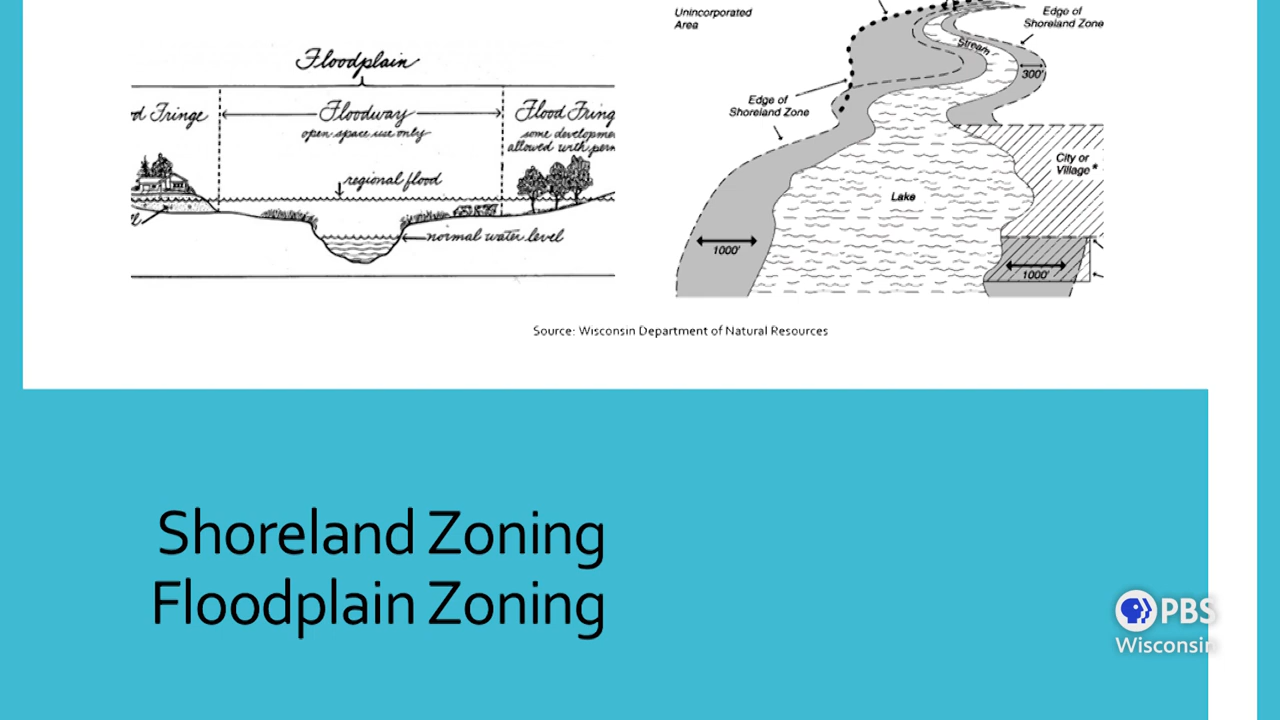 Floodplain
d Fringe
Floodway
open space use only
Flood Fring
some developme
allowed with perm
regional flood
normal water level
Unincorporated
Area
Edge of
Shoreland Zone
Stream
300'
Edge of
Shoreland Zone
City or
Village*
Lake
1000'
1000'
Source: Wisconsin Department of Natural Resources
Shoreland Zoning
Floodplain Zoning
PBS
Wisconsin